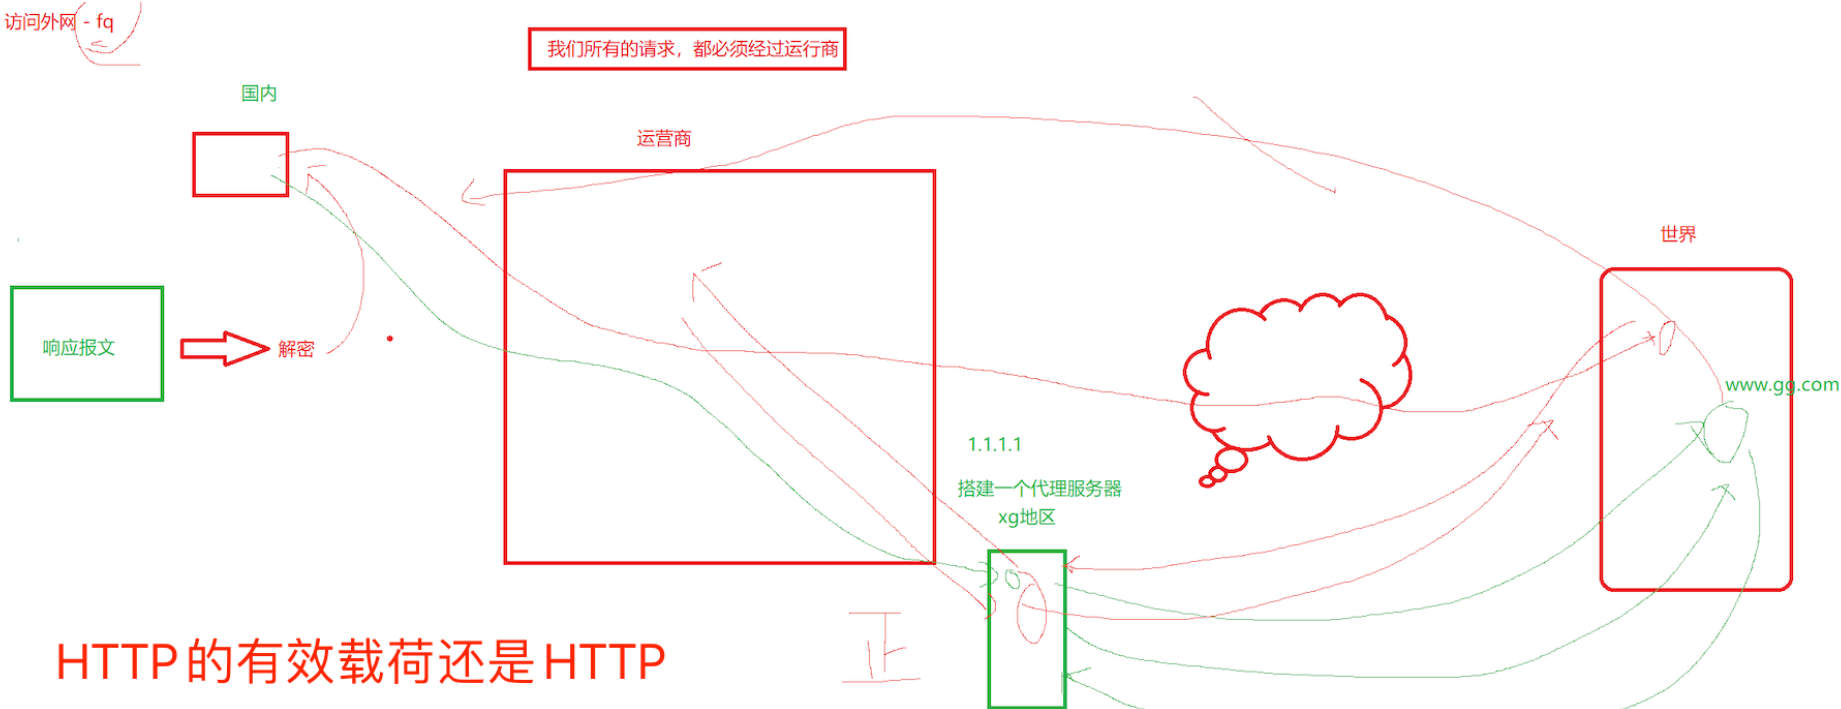 访问外网 - fq
我们所有的请求，都必须经过运行商
国内
运营商
世界
响应报文
解密
www.gg.com
1.1.1.1
搭建一个代理服务器
xg地区
正
HTTP的有效载荷还是HTTP